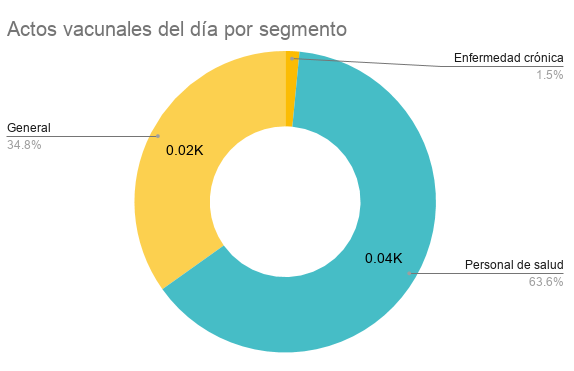 Actos vacunales del día por segmento
Enfermedad crónica
1.5%
General
34.8%
0.02K
0.04K
Personal de salud
63.6%